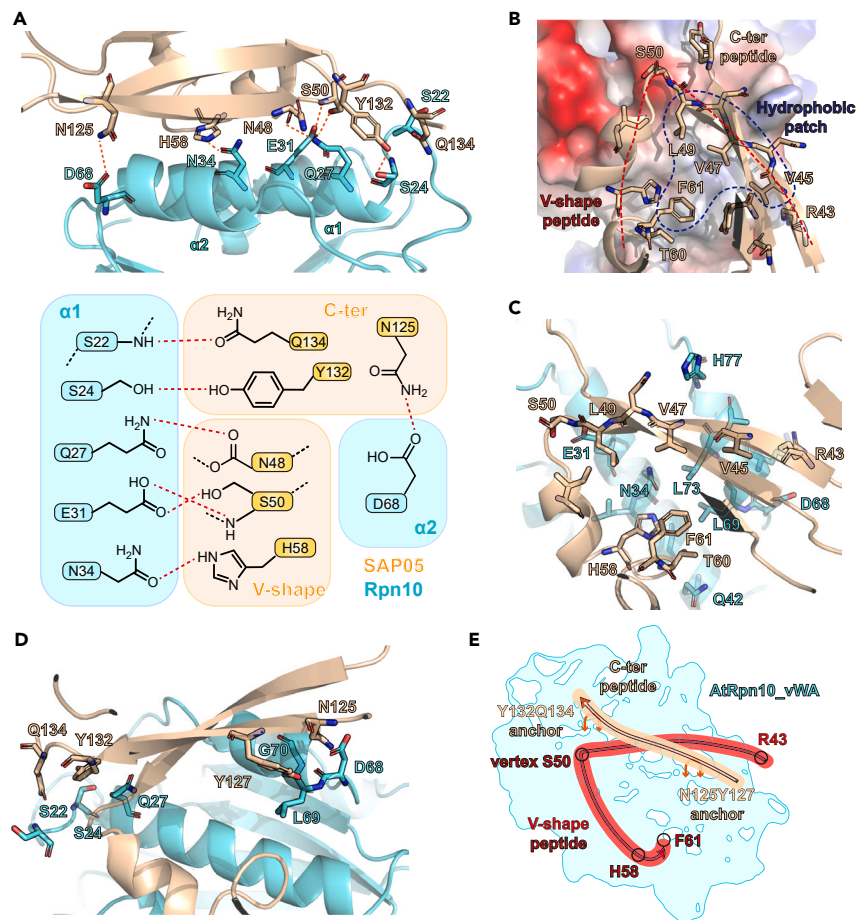 A
S50
S22
Y132
N125
N48
H58
E31
Q134
N34
D68
Q27
S24
α1
α2
B
C-ter
peptide
S50
Hydrophobic
patch
L49
V47
V45
F61
V-shape
peptide
R43
T60
α1
C-ter
S22
NH
H₂N
O
Q134
N125
S24
OH
HO
Y132
O
NH₂
H₂N
Q27
O
O
O
N48
HO
O
HO
HO
S50
E31
O
N
H
D68
H₂N
H58
α2
N34
O
HN
N
SAP05
V-shape
Rpn10
C
H77
S50
L49
V47
E31
R43
V45
N34
L73
D68
L69
F61
H58
T60
Q42
D
N125
Q134
Y132
G70
D68
Y127
S22
Q27
S24
L69
E
C-ter
peptide
AtRpn10_vWA
Y132Q134
anchor
R43
vertex S50
N125Y127
anchor
V-shape
peptide
F61
H58